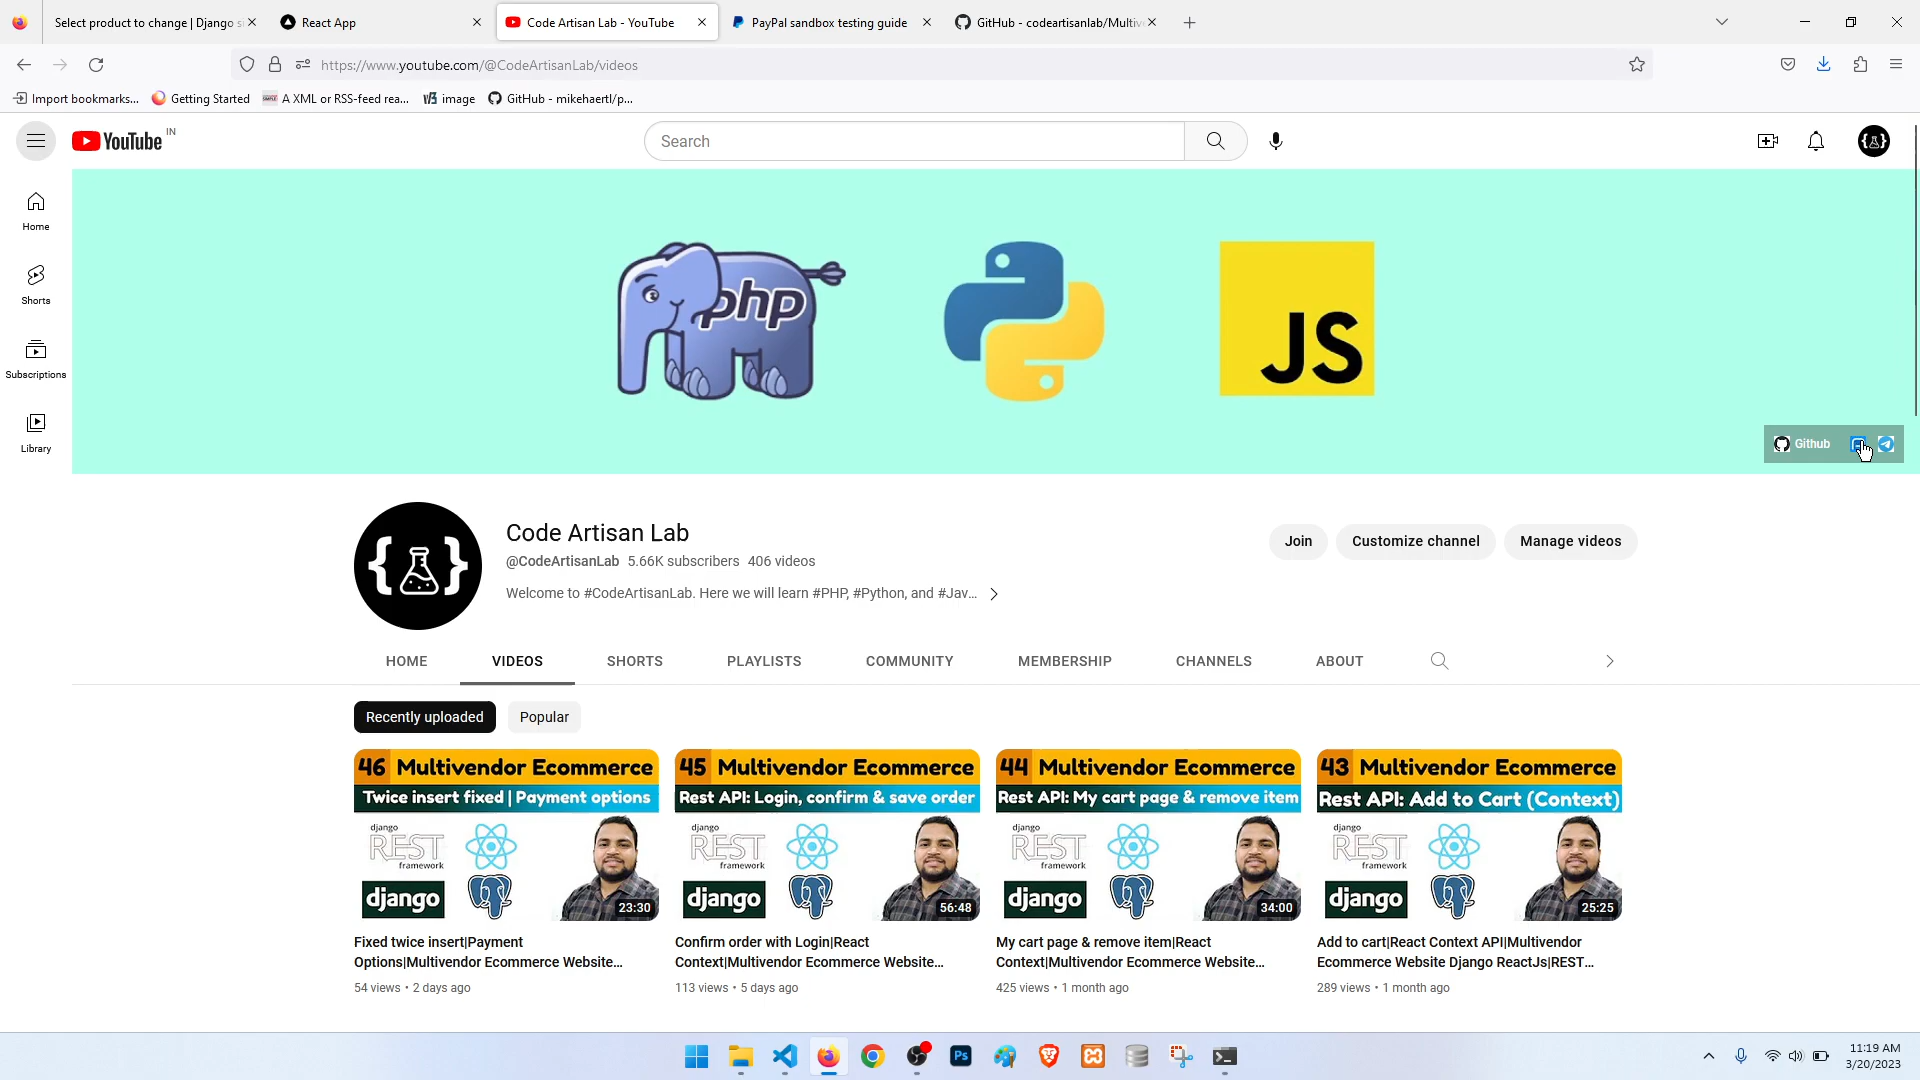 Select product to change | Django si
React App
Code Artisan Lab - YouTube
PayPal sandbox testing guide
GitHub - codeartisanlab/Multive
https://www.youtube.com/@CodeArtisanLab/videos
Import bookmarks...
Getting Started
A XML or RSS-feed rea...
image
GitHub - mikehaertl/p...
YouTube IN
Search
Home
Shorts
Subscriptions
Library
php
JS
Github
Code Artisan Lab
@CodeArtisanLab 5.66K subscribers 406 videos
Welcome to #CodeArtisanLab. Here we will learn #PHP, #Python, and #Jav...
Join
Customize channel
Manage videos
HOME
VIDEOS
SHORTS
PLAYLISTS
COMMUNITY
MEMBERSHIP
CHANNELS
ABOUT
Recently uploaded
Popular
46 Multivendor Ecommerce
Twice insert fixed | Payment options
django
REST
framework
django
23:30
Fixed twice insert|Payment
Options|Multivendor Ecommerce Website...
54 views • 2 days ago
45 Multivendor Ecommerce
Rest API: Login, confirm & save order
django
REST
framework
django
56:48
Confirm order with Login|React
Context|Multivendor Ecommerce Website...
113 views • 5 days ago
44 Multivendor Ecommerce
Rest API: My cart page & remove item
django
REST
framework
django
34:00
My cart page & remove item|React
Context|Multivendor Ecommerce Website...
425 views • 1 month ago
43 Multivendor Ecommerce
Rest API: Add to Cart (Context)
django
REST
framework
django
25:25
Add to cart|React Context API|Multivendor
Ecommerce Website Django ReactJs|REST...
289 views • 1 month ago
Ps
11:19 AM
3/20/2023